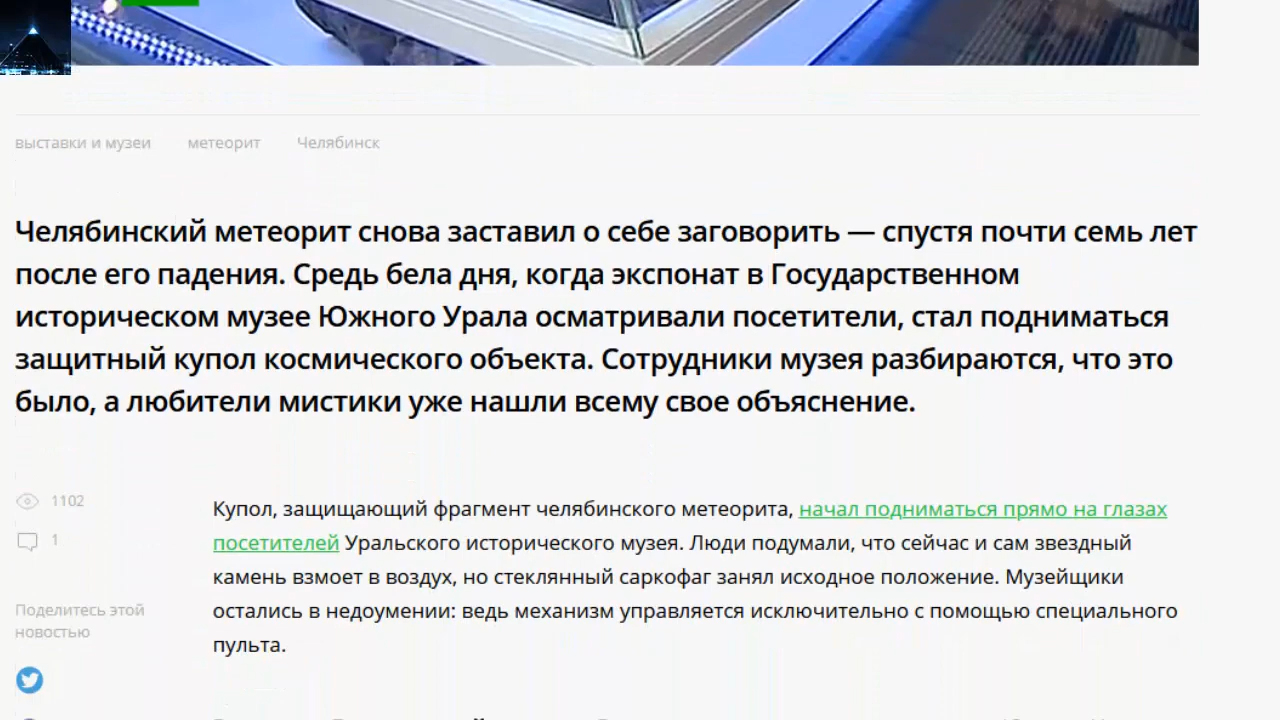 выставки и музеи метеорит Челябинск
Челябинский метеорит снова заставил о себе заговорить — спустя почти семь лет
после его падения. Средь бела дня, когда экспонат в Государственном
историческом музее Южного Урала осматривали посетители, стал подниматься
защитный купол космического объекта. Сотрудники музея разбираются, что это
было, а любители мистики уже нашли всему свое объяснение.
1102
1
Поделитесь этой
новостью
Купол, защищающий фрагмент челябинского метеорита, начал подниматься прямо на глазах
посетителей Уральского исторического музея. Люди подумали, что сейчас и сам звездный
камень взмоет в воздух, но стеклянный саркофаг занял исходное положение. Музейщики
остались в недоумении: ведь механизм управляется исключительно с помощью специального
пульта.